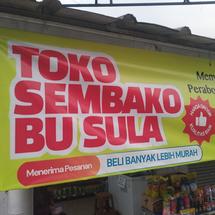 TOKO
SEMBAKO
BU SULA
Menerima Pesanan
BELI BANYAK LEBIH MURAH